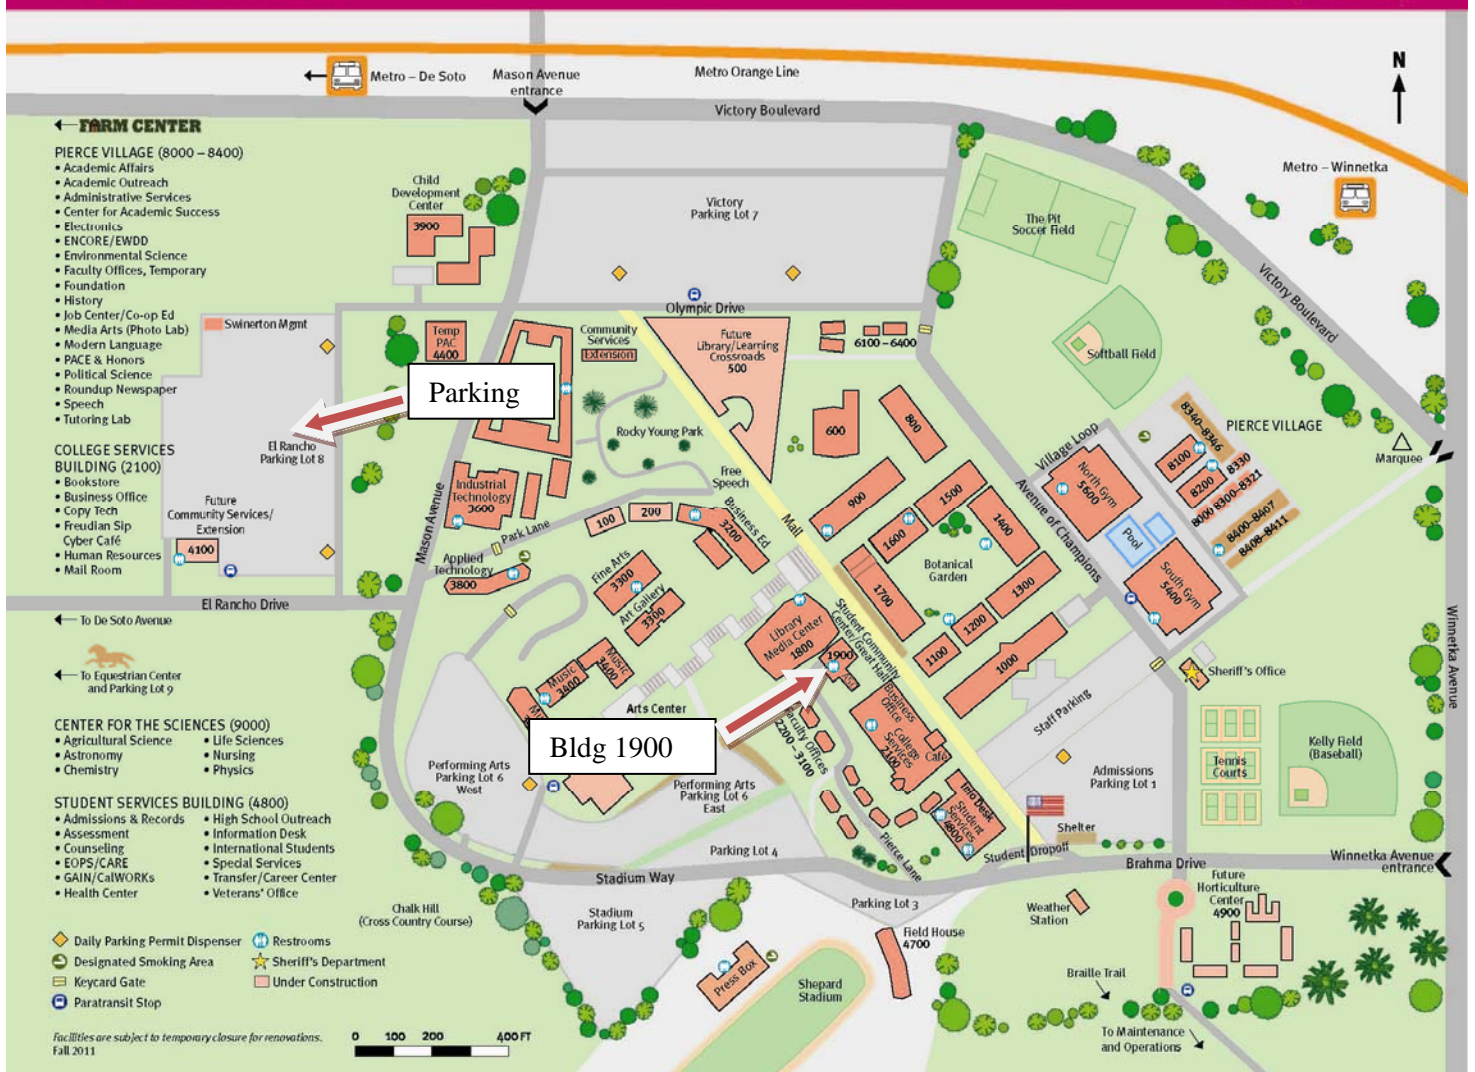 Metro – De Soto
Mason Avenue
entrance
Metro Orange Line
N
Victory Boulevard
FARM CENTER
PIERCE VILLAGE (8000 – 8400)
• Academic Affairs
• Academic Outreach
• Administrative Services
• Center for Academic Success
• Electronics
• ENCORE/EWDD
• Environmental Science
• Faculty Offices, Temporary
• Foundation
• History
• Job Center/Co-op Ed
• Media Arts (Photo Lab)
• Modern Language
• PACE & Honors
• Political Science
• Roundup Newspaper
• Speech
• Tutoring Lab
COLLEGE SERVICES
BUILDING (2100)
• Bookstore
• Business Office
• Copy Tech
• Freudian Sip
Cyber Café
• Human Resources
• Mail Room
Child
Development
Center
3900
Victory
Parking Lot 7
The Pit
Soccer Field
Metro – Winnetka
Victory Boulevard
Swinerton Mgmt
Temp
PAC
4400
Olympic Drive
Community
Services
Extension
Future
Library/Learning
Crossroads
500
6100 – 6400
Softball Field
Parking
El Rancho
Parking Lot 8
Rocky Young Park
600
800
Village Loop
8340–8346
PIERCE VILLAGE
Marquee
8100
8200
8330
8300–8321
8000
8400–8407
8408–8411
North Gym
5600
Pool
South Gym
5400
Avenue of Champions
Free
Speech
Mall
Future
Community Services/
Extension
4100
Mason Avenue
Industrial
Technology
3600
Park Lane
100
200
Business Ed
3200
900
1500
1400
1600
Applied
Technology
3800
Fine Arts
3300
Art Gallery
3300
1700
Botanical
Garden
1300
1200
1100
1000
El Rancho Drive
To De Soto Avenue
To Equestrian Center
and Parking Lot 9
Library
Media Center
1800
Student Community
Center/Great Hall
1900
ASO
Music
3400
Music
3400
Arts Center
Bldg 1900
Faculty Offices
2200 – 3100
Business
Office
College
Services
2100
Café
Sheriff's Office
Staff Parking
Winnetka Avenue
CENTER FOR THE SCIENCES (9000)
• Agricultural Science
• Astronomy
• Chemistry
• Life Sciences
• Nursing
• Physics
Performing Arts
Parking Lot 6
West
Performing Arts
Parking Lot 6
East
Admissions
Parking Lot 1
Tennis
Courts
Kelly Field
(Baseball)
STUDENT SERVICES BUILDING (4800)
• Admissions & Records
• Assessment
• Counseling
• EOPS/CARE
• GAIN/CalWORKs
• Health Center
• High School Outreach
• Information Desk
• International Students
• Special Services
• Transfer/Career Center
• Veterans' Office
Info Desk
Student
Services
4800
Shelter
Student Dropoff
Parking Lot 4
Pierce Lane
Stadium Way
Brahma Drive
Winnetka Avenue
entrance
Chalk Hill
(Cross Country Course)
Stadium
Parking Lot 5
Parking Lot 3
Weather
Station
Future
Horticulture
Center
4900
Field House
4700
Press Box
Shepard
Stadium
Braille Trail
To Maintenance
and Operations
Daily Parking Permit Dispenser
Designated Smoking Area
Keycard Gate
Paratransit Stop
Restrooms
Sheriff's Department
Under Construction
Facilities are subject to temporary closure for renovations.
Fall 2011
0 100 200 400 FT